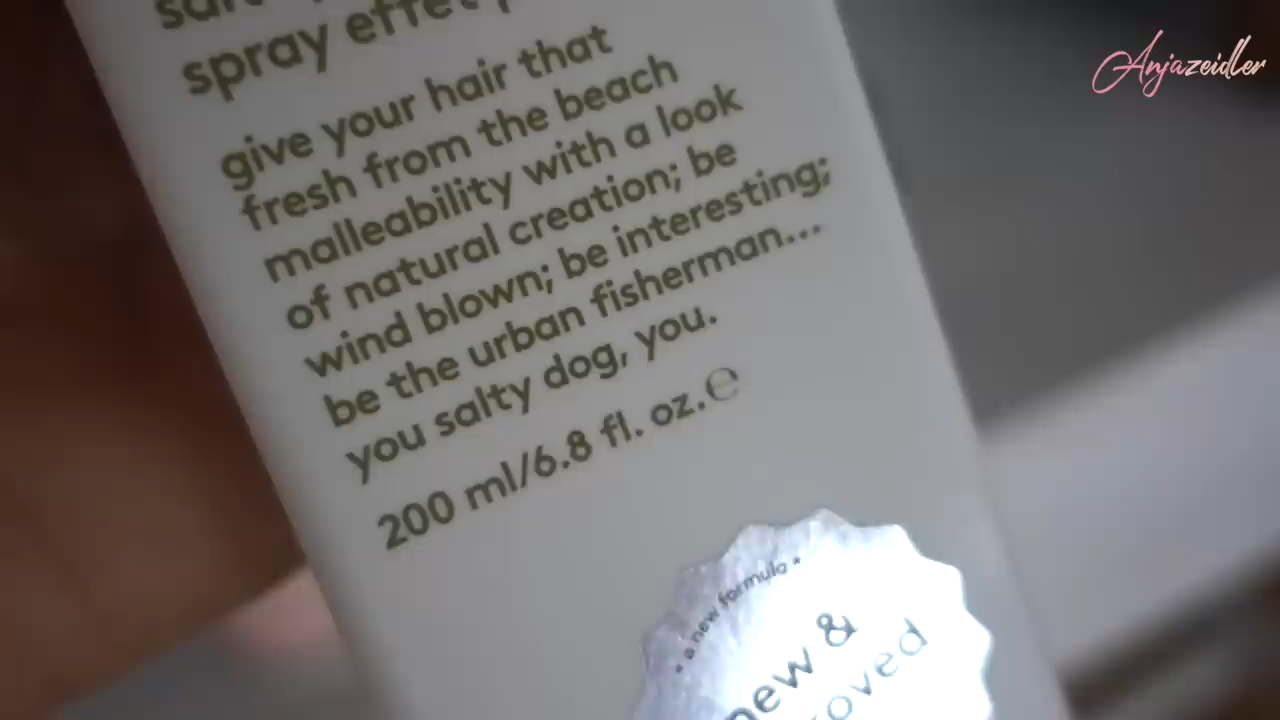 Anjazeidler
spray effect
give your hair that
fresh from the beach
malleability with a look
of natural creation; be
wind blown; be interesting;
be the urban fisherman...
you salty dog, you.
200 ml/6.8 fl. oz.℮
* a new formula *
new &